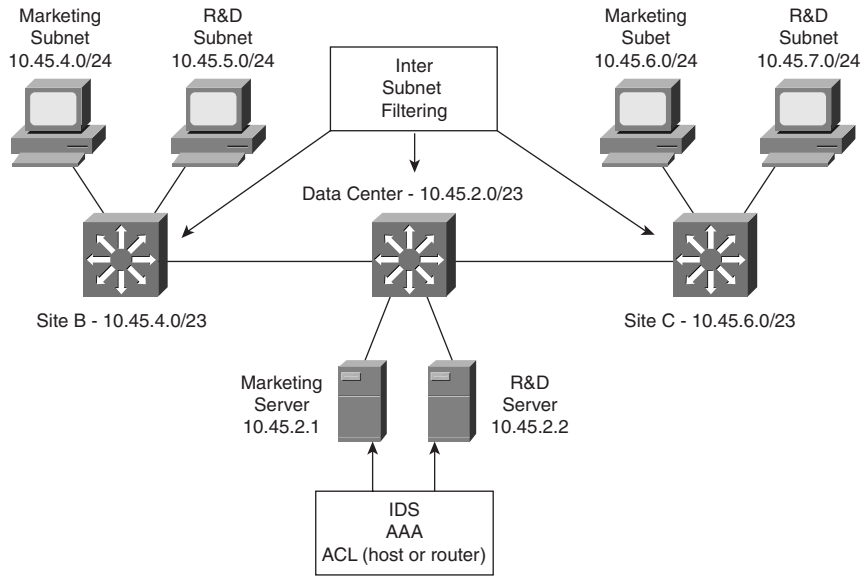 Marketing
Subnet
10.45.4.0/24
R&D
Subnet
10.45.5.0/24
Inter
Subnet
Filtering
Marketing
Subet
10.45.6.0/24
R&D
Subnet
10.45.7.0/24
Data Center - 10.45.2.0/23
Site B - 10.45.4.0/23
Site C - 10.45.6.0/23
Marketing
Server
10.45.2.1
R&D
Server
10.45.2.2
IDS
AAA
ACL (host or router)